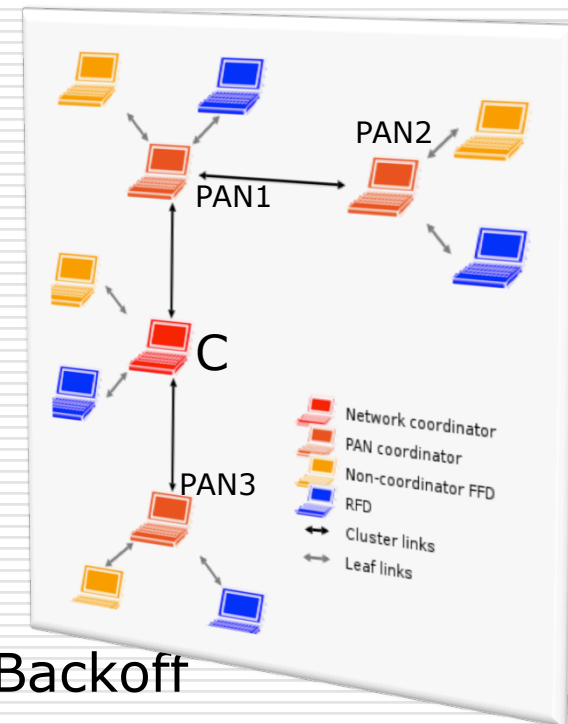 PAN2
PAN1
C
PAN3
Network coordinator
PAN coordinator
Non-coordinator FFD
RFD
Cluster links
Leaf links
Backoff